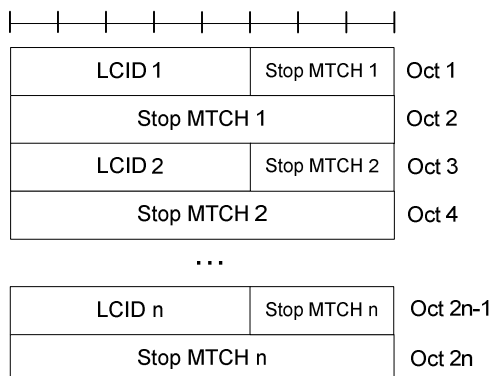 LCID 1 Stop MTCH 1 Oct 1
Stop MTCH 1 Oct 2
LCID 2 Stop MTCH 2 Oct 3
Stop MTCH 2 Oct 4
...
LCID n Stop MTCH n Oct 2n-1
Stop MTCH n Oct 2n